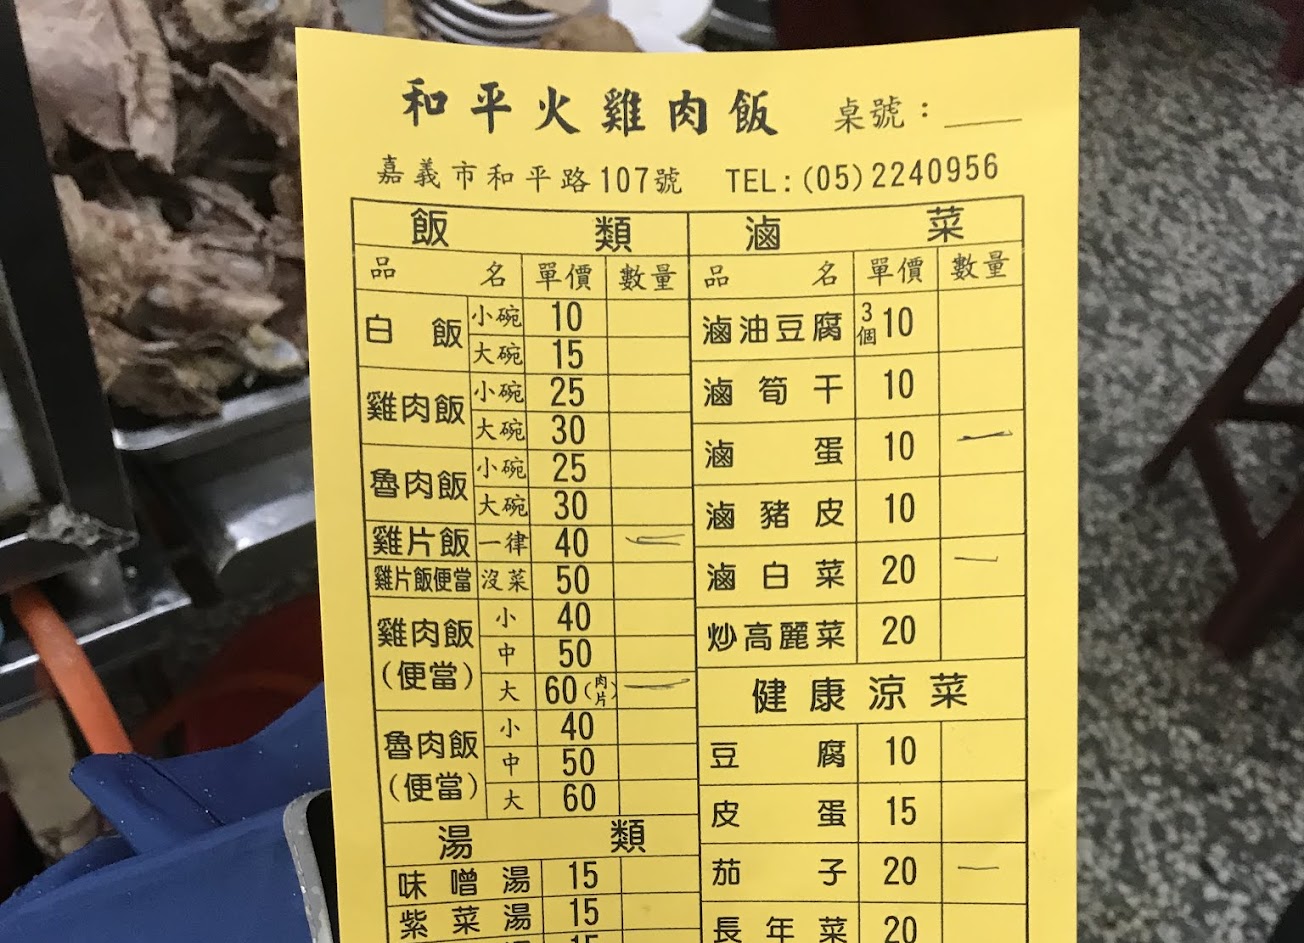 和平火雞肉飯 桌號：
嘉義市和平路107號 TEL:(05)2240956
飯類
品名 單價 數量
白飯 小碗 10
大碗 15
雞肉飯 小碗 25
大碗 30
魯肉飯 小碗 25
大碗 30
雞片飯 一律 40 二
雞片飯便當 沒菜 50
雞肉飯(便當) 小 40
中 50
大 60(肉片) 一
魯肉飯(便當) 小 40
中 50
大 60
湯類
味噌湯 15
紫菜湯 15
滷菜
品名 單價 數量
滷油豆腐 3個10
滷筍干 10
滷蛋 10 一
滷豬皮 10
滷白菜 20 一
炒高麗菜 20
健康涼菜
豆腐 10
皮蛋 15
茄子 20 一
長年菜 20